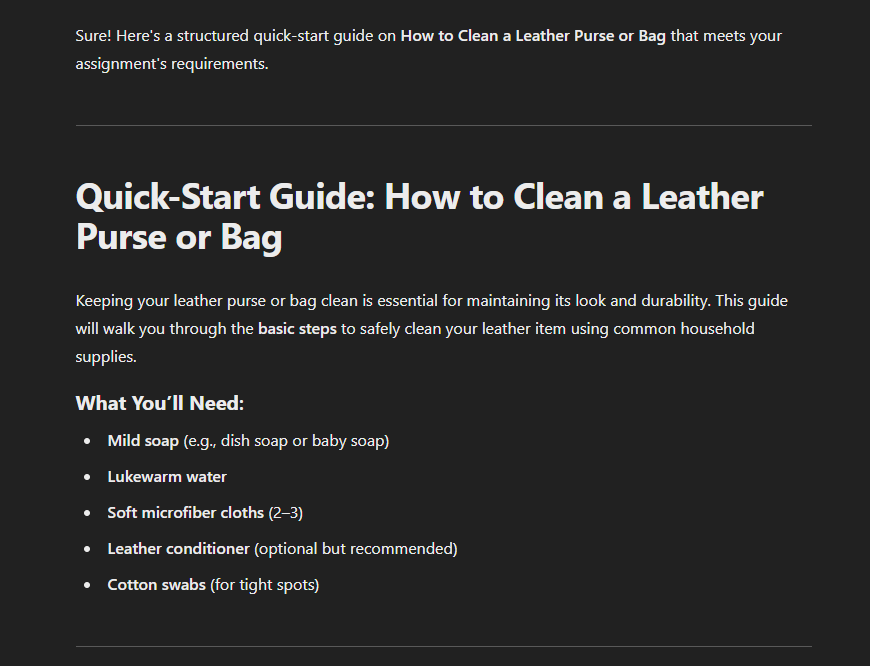 Sure! Here's a structured quick-start guide on How to Clean a Leather Purse or Bag that meets your
assignment's requirements.
Quick-Start Guide: How to Clean a Leather
Purse or Bag
Keeping your leather purse or bag clean is essential for maintaining its look and durability. This guide
will walk you through the basic steps to safely clean your leather item using common household
supplies.
What You’ll Need:
• Mild soap (e.g., dish soap or baby soap)
• Lukewarm water
• Soft microfiber cloths (2–3)
• Leather conditioner (optional but recommended)
• Cotton swabs (for tight spots)